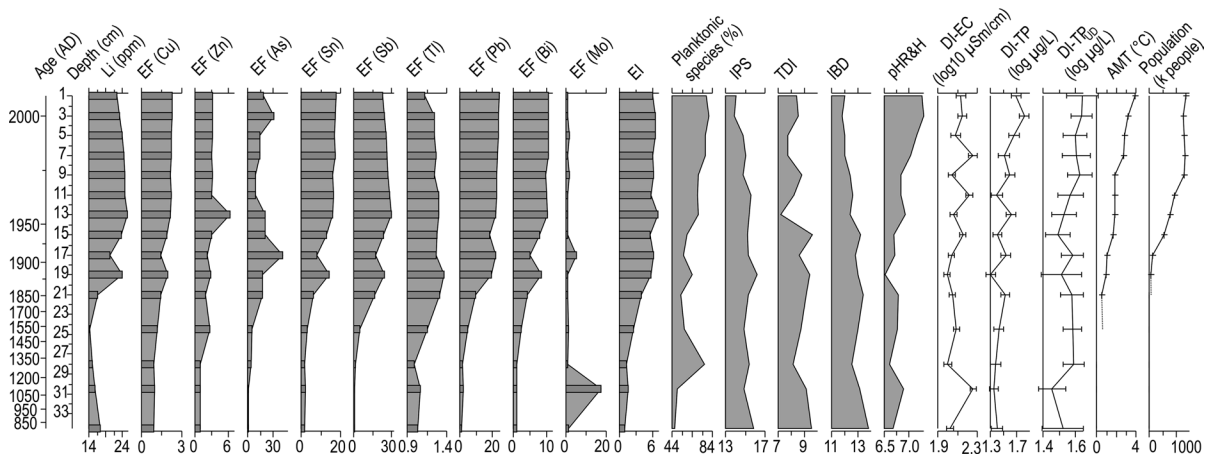 Age (AD)
Depth (cm)
Li (ppm)
EF (Cu)
EF (Zn)
EF (As)
EF (Sn)
EF (Sb)
EF (Tl)
EF (Pb)
EF (Bi)
EF (Mo)
EI
Planktonic
species (%)
IPS
TDI
IBD
pHR&H
DI-EC
(log10 µSm/cm)
DI-TP
(log µg/L)
DI-TPJD
(log µg/L)
AMT (°C)
Population
(k people)
2000
1950
1900
1850
1700
1550
1450
1350
1200
1050
950
850
1
3
5
7
9
11
13
15
17
19
21
23
25
27
29
31
33
14 24
0 3
0 6
0 30
0 20
0 30
0.9 1.4
0 20
0 10
0 20
0 6
44 84
13 17
7 9
11 13
6.5 7.0
1.9 2.3
1.3 1.7
1.4 1.6
0 4
0 1000